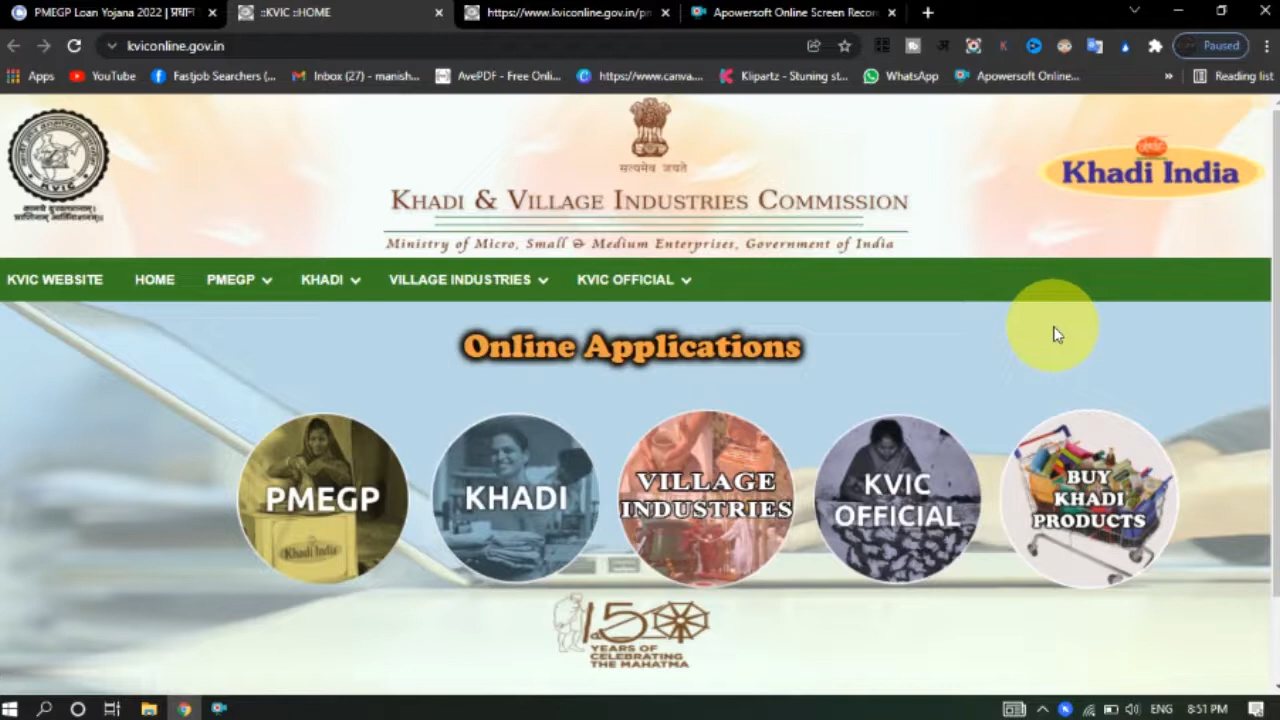 PMEGP Loan Yojana 2022 | प्रधान
::KVIC ::HOME
https://www.kviconline.gov.in/pm
Apowersoft Online Screen Recor
kviconline.gov.in
Paused
Apps
YouTube
Fastjob Searchers (...
Inbox (27) - manish...
AvePDF - Free Onli...
https://www.canva....
Klipartz - Stuning st...
WhatsApp
Apowersoft Online...
»
Reading list
KVIC
सत्यमेव जयते
Khadi India
KHADI & VILLAGE INDUSTRIES COMMISSION
Ministry of Micro, Small & Medium Enterprises, Government of India
KVIC WEBSITE
HOME
PMEGP
KHADI
VILLAGE INDUSTRIES
KVIC OFFICIAL
Online Applications
PMEGP
Khadi India
KHADI
VILLAGE
INDUSTRIES
KVIC
OFFICIAL
BUY
KHADI
PRODUCTS
150
YEARS OF
CELEBRATING
THE MAHATMA
ENG
8:51 PM